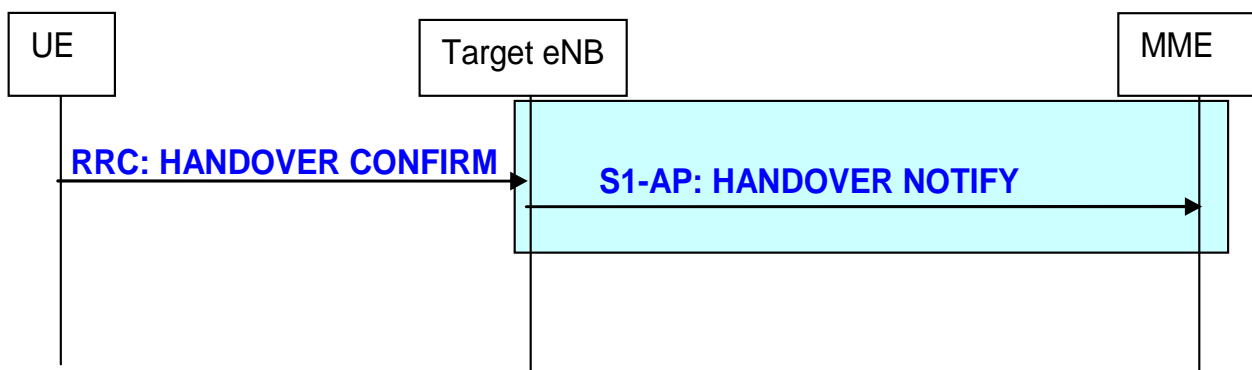 UE
Target eNB
MME
RRC: HANDOVER CONFIRM
S1-AP: HANDOVER NOTIFY